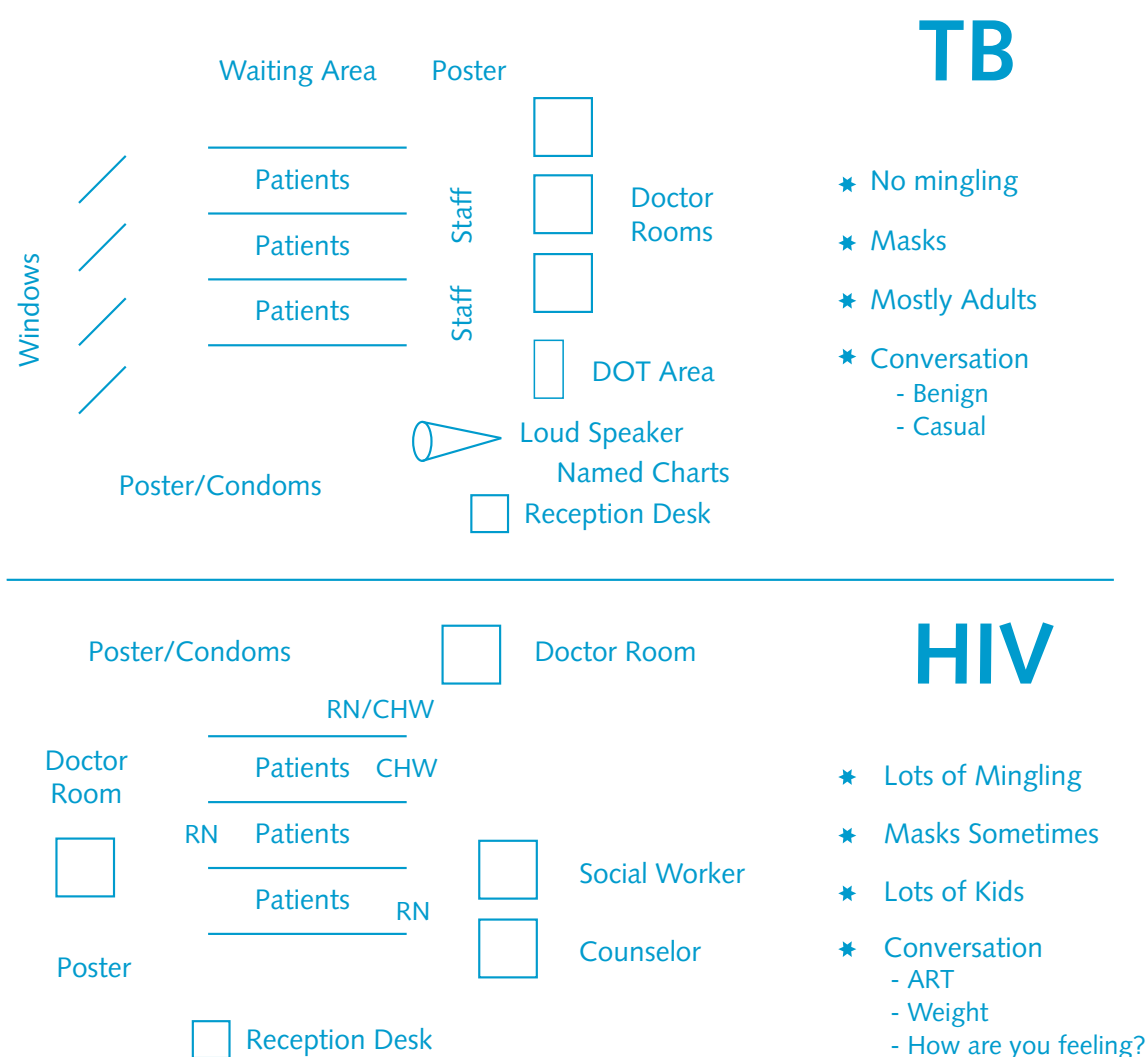 TB
Waiting Area
Poster
Patients
Patients
Patients
Windows
Staff
Staff
Doctor
Rooms
DOT Area
Loud Speaker
Named Charts
Reception Desk
Poster/Condoms
No mingling
Masks
Mostly Adults
Conversation
- Benign
- Casual
HIV
Poster/Condoms
Doctor Room
RN/CHW
Doctor
Room
Patients CHW
RN Patients
Patients RN
Social Worker
Counselor
Poster
Reception Desk
Lots of Mingling
Masks Sometimes
Lots of Kids
Conversation
- ART
- Weight
- How are you feeling?